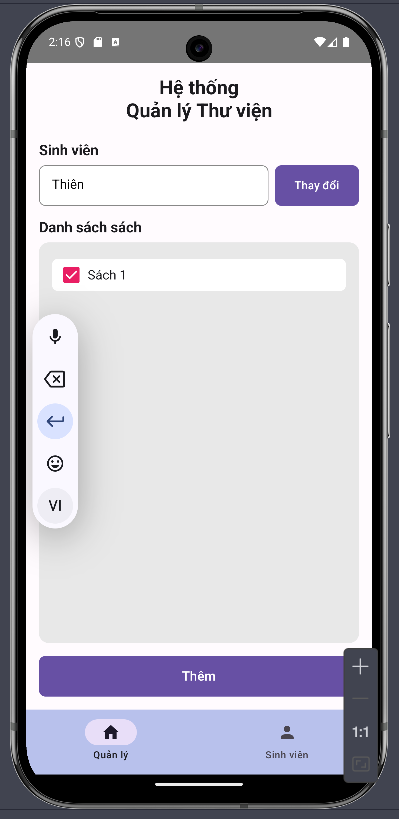 2:16
Hệ thống
Quản lý Thư viện
Sinh viên
Thiên
Thay đổi
Danh sách sách
Sách 1
VI
Thêm
1:1
Quản lý
Sinh viên